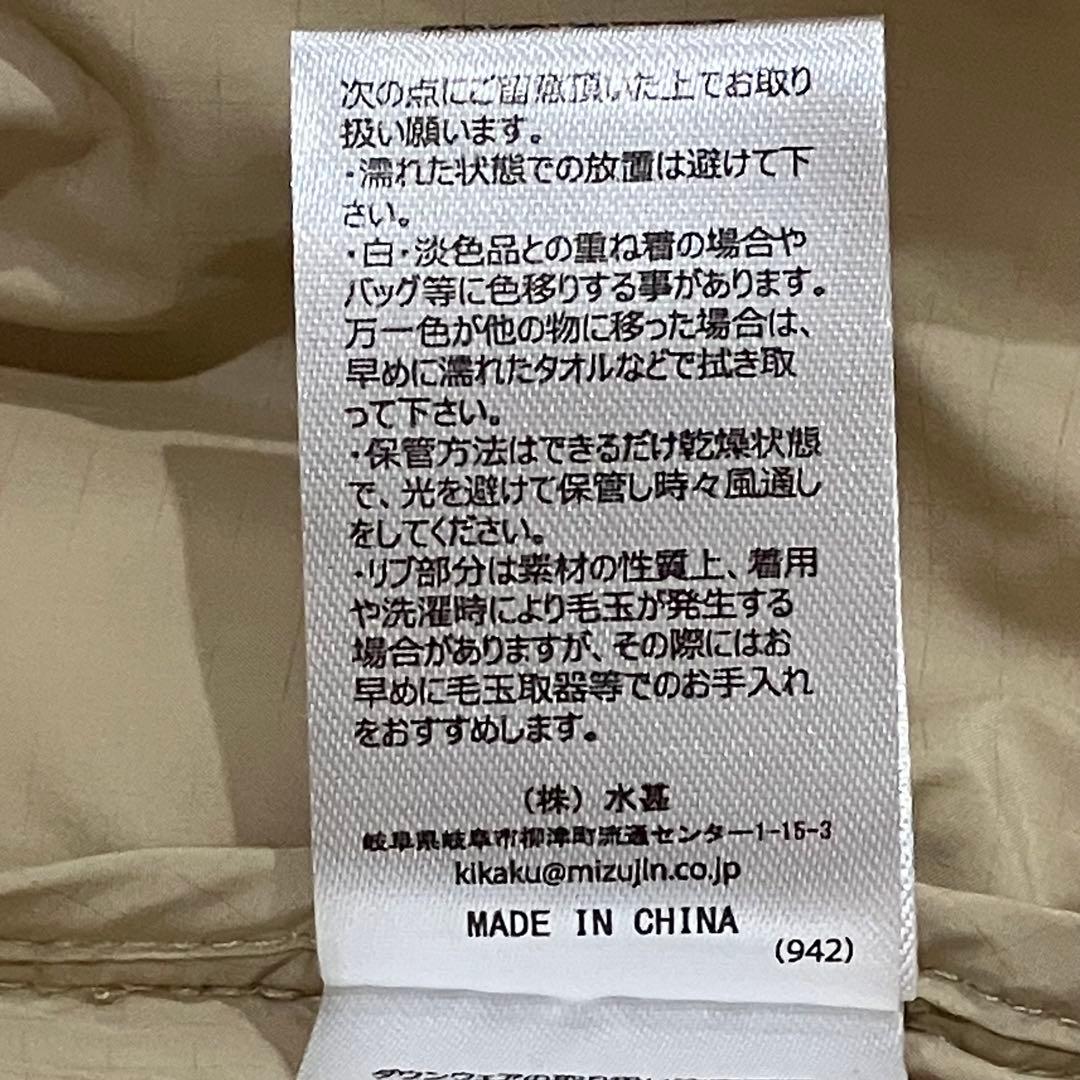 次の点にご留意頂いた上でお取り
扱い願います。
・濡れた状態での放置は避けて下
さい。
・白・淡色品との重ね着の場合や
バッグ等に色移りする事があります。
万一色が他の物に移った場合は、
早めに濡れたタオルなどで拭き取
って下さい。
・保管方法はできるだけ乾燥状態
で、光を避けて保管し時々風通し
をしてください。
・リブ部分は素材の性質上、着用
や洗濯時により毛玉が発生する
場合がありますが、その際にはお
早めに毛玉取器等でのお手入れ
をおすすめします。
(株) 水甚
岐阜県岐阜市柳津町流通センター1-15-3
kikaku@mizujin.co.jp
MADE IN CHINA
(942)